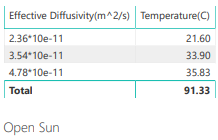 Effective Diffusivity(m^2/s) Temperature(C)
2.36*10e-11 21.60
3.54*10e-11 33.90
4.78*10e-11 35.83
Total 91.33
Open Sun